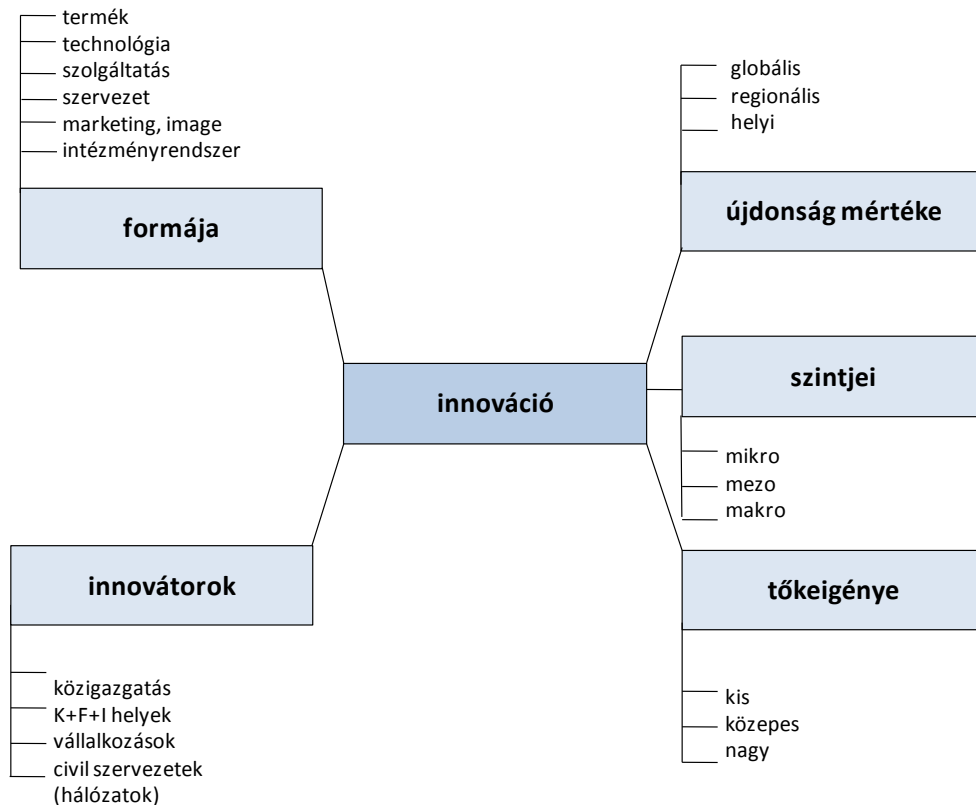 termék
technológia
szolgáltatás
szervezet
marketing, image
intézményrendszer
formája
globális
regionális
helyi
újdonság mértéke
innováció
szintjei
mikro
mezo
makro
innovátorok
közigazgatás
K+F+I helyek
vállalkozások
civil szervezetek
(hálózatok)
tőkeigénye
kis
közepes
nagy